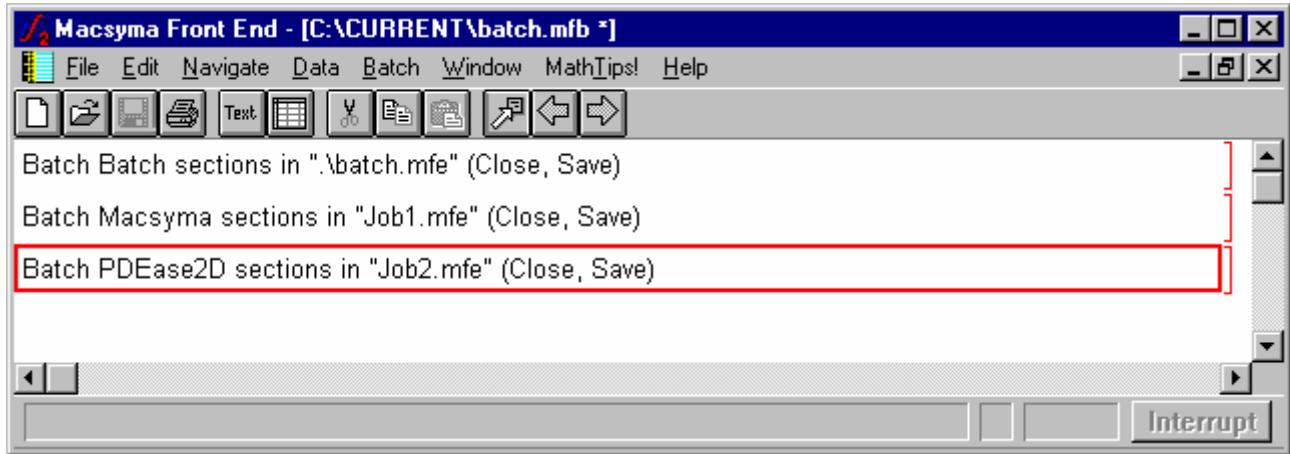 Macsyma Front End - [C:\CURRENT\batch.mfb *]
File Edit Navigate Data Batch Window MathTips! Help
Text
Batch Batch sections in ".\batch.mfe" (Close, Save)
Batch Macsyma sections in "Job1.mfe" (Close, Save)
Batch PDEase2D sections in "Job2.mfe" (Close, Save)
Interrupt